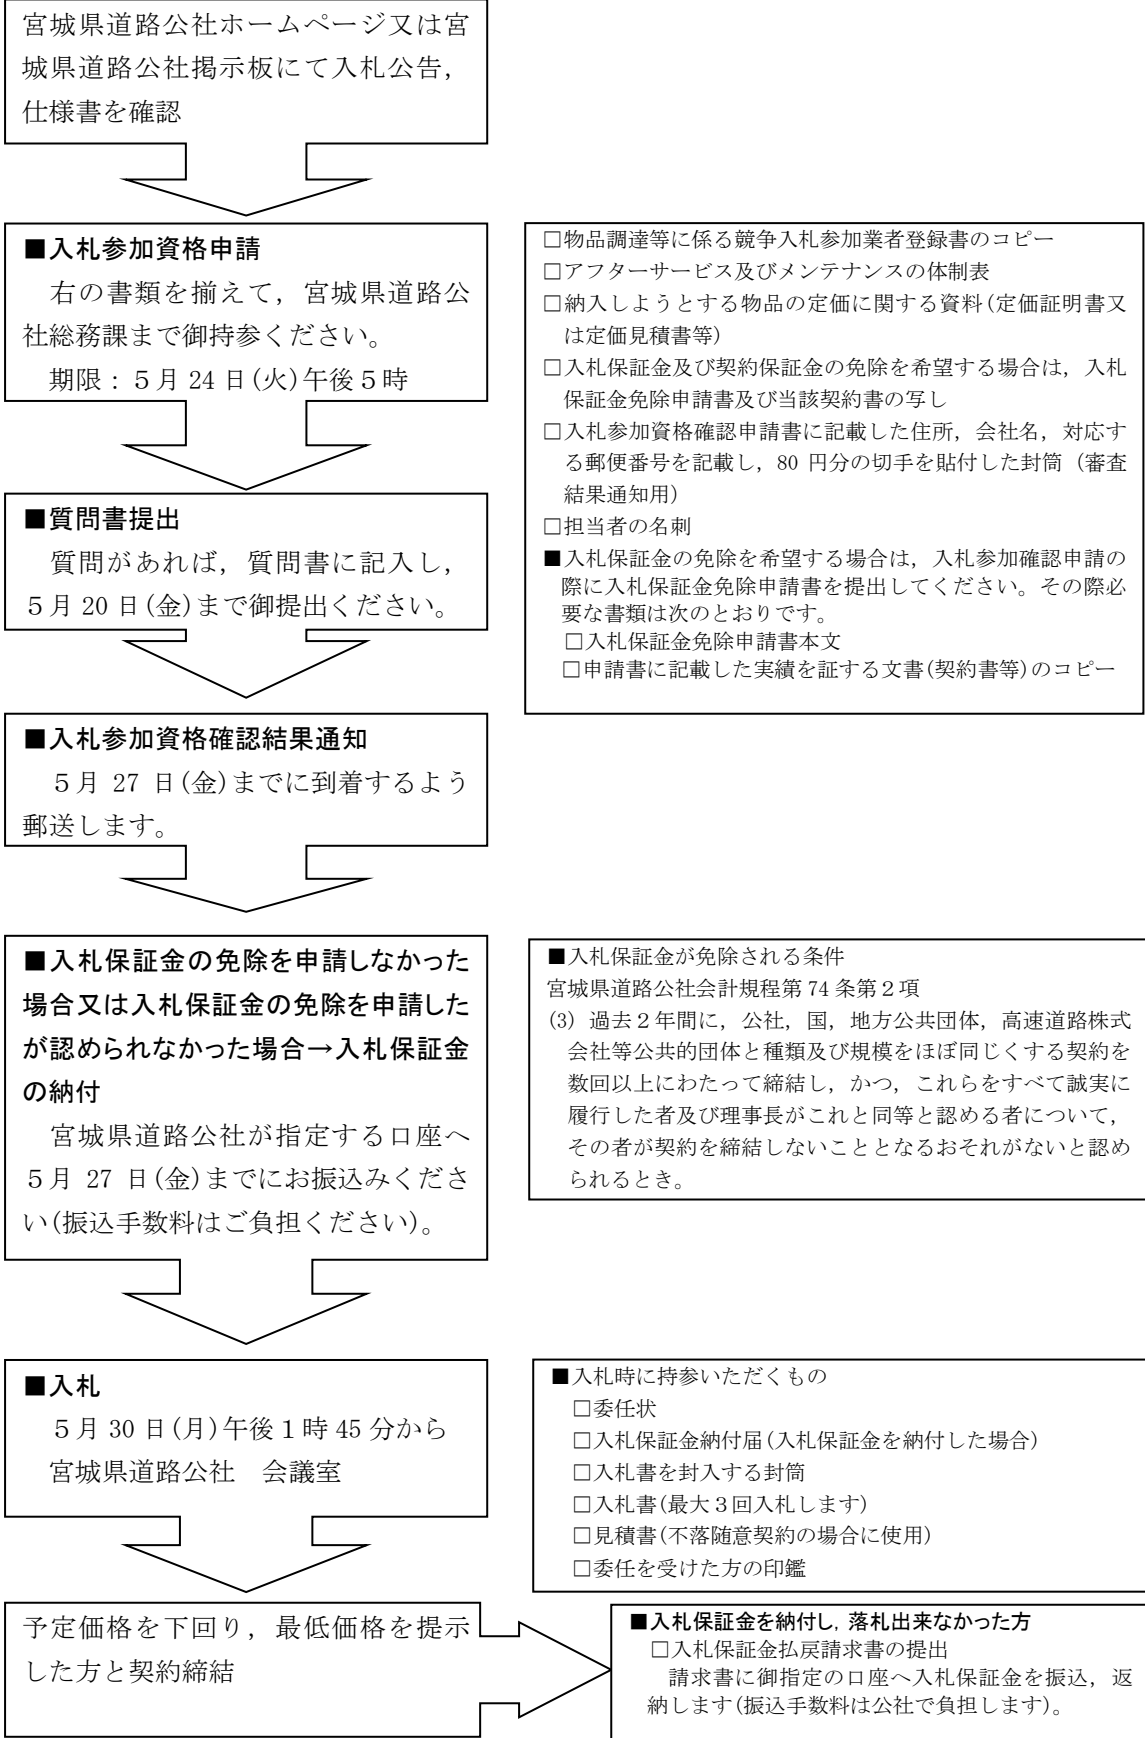 宮城県道路公社ホームページ又は宮
城県道路公社掲示板にて入札公告，
仕様書を確認
■入札参加資格申請
右の書類を揃えて，宮城県道路公
社総務課まで御持参ください。
期限：５月 24 日(火)午後５時
□物品調達等に係る競争入札参加業者登録書のコピー
□アフターサービス及びメンテナンスの体制表
□納入しようとする物品の定価に関する資料(定価証明書又
は定価見積書等)
□入札保証金及び契約保証金の免除を希望する場合は，入札
保証金免除申請書及び当該契約書の写し
□入札参加資格確認申請書に記載した住所，会社名，対応す
る郵便番号を記載し，80 円分の切手を貼付した封筒（審査
結果通知用）
□担当者の名刺
■入札保証金の免除を希望する場合は，入札参加確認申請の
際に入札保証金免除申請書を提出してください。その際必
要な書類は次のとおりです。
□入札保証金免除申請書本文
□申請書に記載した実績を証する文書(契約書等)のコピー
■質問書提出
質問があれば，質問書に記入し，
５月 20 日(金)まで御提出ください。
■入札参加資格確認結果通知
５月 27 日(金)までに到着するよう
郵送します。
■入札保証金の免除を申請しなかった
場合又は入札保証金の免除を申請した
が認められなかった場合→入札保証金
の納付
宮城県道路公社が指定する口座へ
５月 27 日(金)までにお振込みくださ
い(振込手数料はご負担ください)。
■入札保証金が免除される条件
宮城県道路公社会計規程第 74 条第２項
(3) 過去２年間に，公社，国，地方公共団体，高速道路株式
会社等公共的団体と種類及び規模をほぼ同じくする契約を
数回以上にわたって締結し，かつ，これらをすべて誠実に
履行した者及び理事長がこれと同等と認める者について，
その者が契約を締結しないこととなるおそれがないと認め
られるとき。
■入札
５月 30 日(月)午後１時 45 分から
宮城県道路公社　会議室
■入札時に持参いただくもの
□委任状
□入札保証金納付届(入札保証金を納付した場合)
□入札書を封入する封筒
□入札書(最大３回入札します)
□見積書(不落随意契約の場合に使用)
□委任を受けた方の印鑑
予定価格を下回り，最低価格を提示
した方と契約締結
■入札保証金を納付し，落札出来なかった方
□入札保証金払戻請求書の提出
請求書に御指定の口座へ入札保証金を振込，返
納します(振込手数料は公社で負担します)。